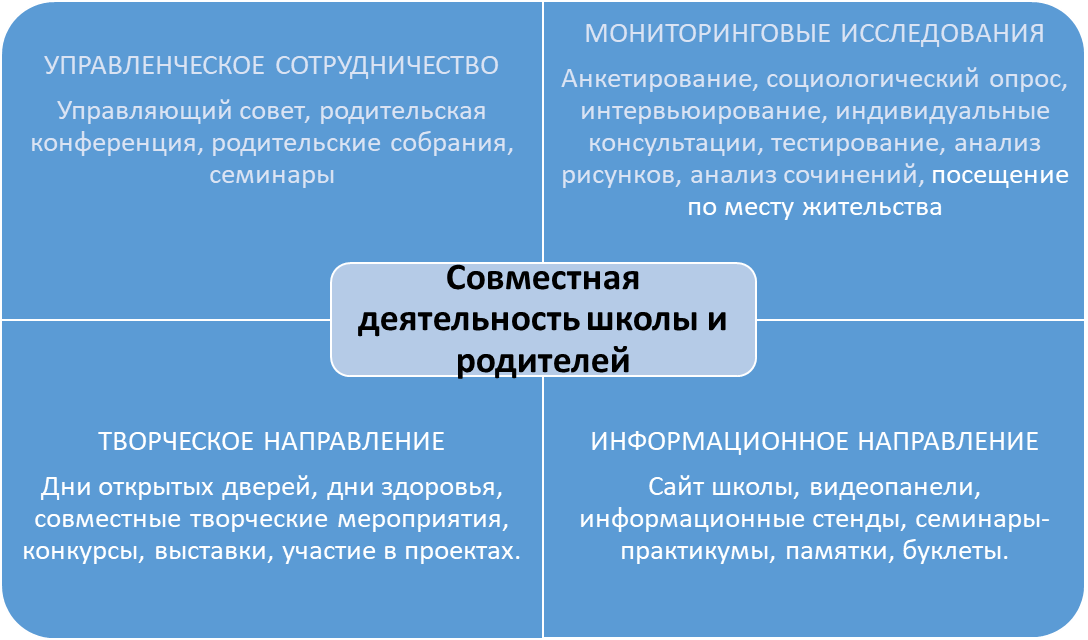 УПРАВЛЕНЧЕСКОЕ СОТРУДНИЧЕСТВО
Управляющий совет, родительская
конференция, родительские собрания,
семинары
МОНИТОРИНГОВЫЕ ИССЛЕДОВАНИЯ
Анкетирование, социологический опрос,
интервьюирование, индивидуальные
консультации, тестирование, анализ
рисунков, анализ сочинений, посещение
по месту жительства
Совместная
деятельность школы и
родителей
ТВОРЧЕСКОЕ НАПРАВЛЕНИЕ
Дни открытых дверей, дни здоровья,
совместные творческие мероприятия,
конкурсы, выставки, участие в проектах.
ИНФОРМАЦИОННОЕ НАПРАВЛЕНИЕ
Сайт школы, видеопанели,
информационные стенды, семинары-
практикумы, памятки, буклеты.